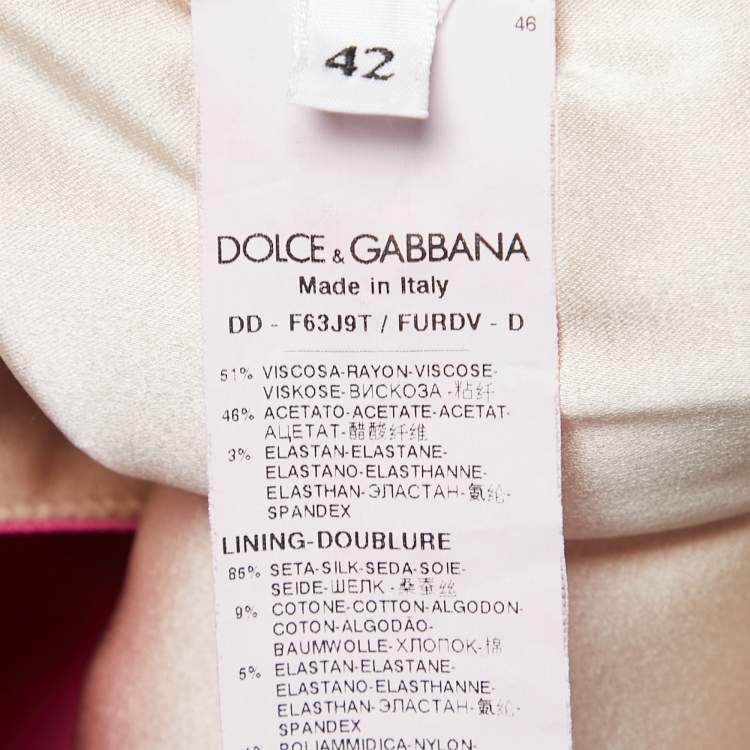 46
42
DOLCE & GABBANA
Made in Italy
DD - F63J9T / FURDV - D
51% VISCOSA-RAYON-VISCOSE-
VISKOSE-ВИСКОЗА -粘纤
46% ACETATO-ACETATE-ACETAT-
АЦЕТАТ-醋酸纤维
3% ELASTAN-ELASTANE-
ELASTANO-ELASTHANNE-
ELASTHAN-ЭЛАСТАН-氨纶-
SPANDEX
LINING-DOUBLURE
86% SETA-SILK-SEDA-SOIE-
SEIDE-ШЕЛК -桑蚕丝
9% COTONE-COTTON-ALGODON-
COTON-ALGODÃO-
BAUMWOLLE-ХЛОПОК-棉
5% ELASTAN-ELASTANE-
ELASTANO-ELASTHANNE-
ELASTHAN-ЭЛАСТАН-氨纶-
SPANDEX
POLIAMMIDICA-NYLON-